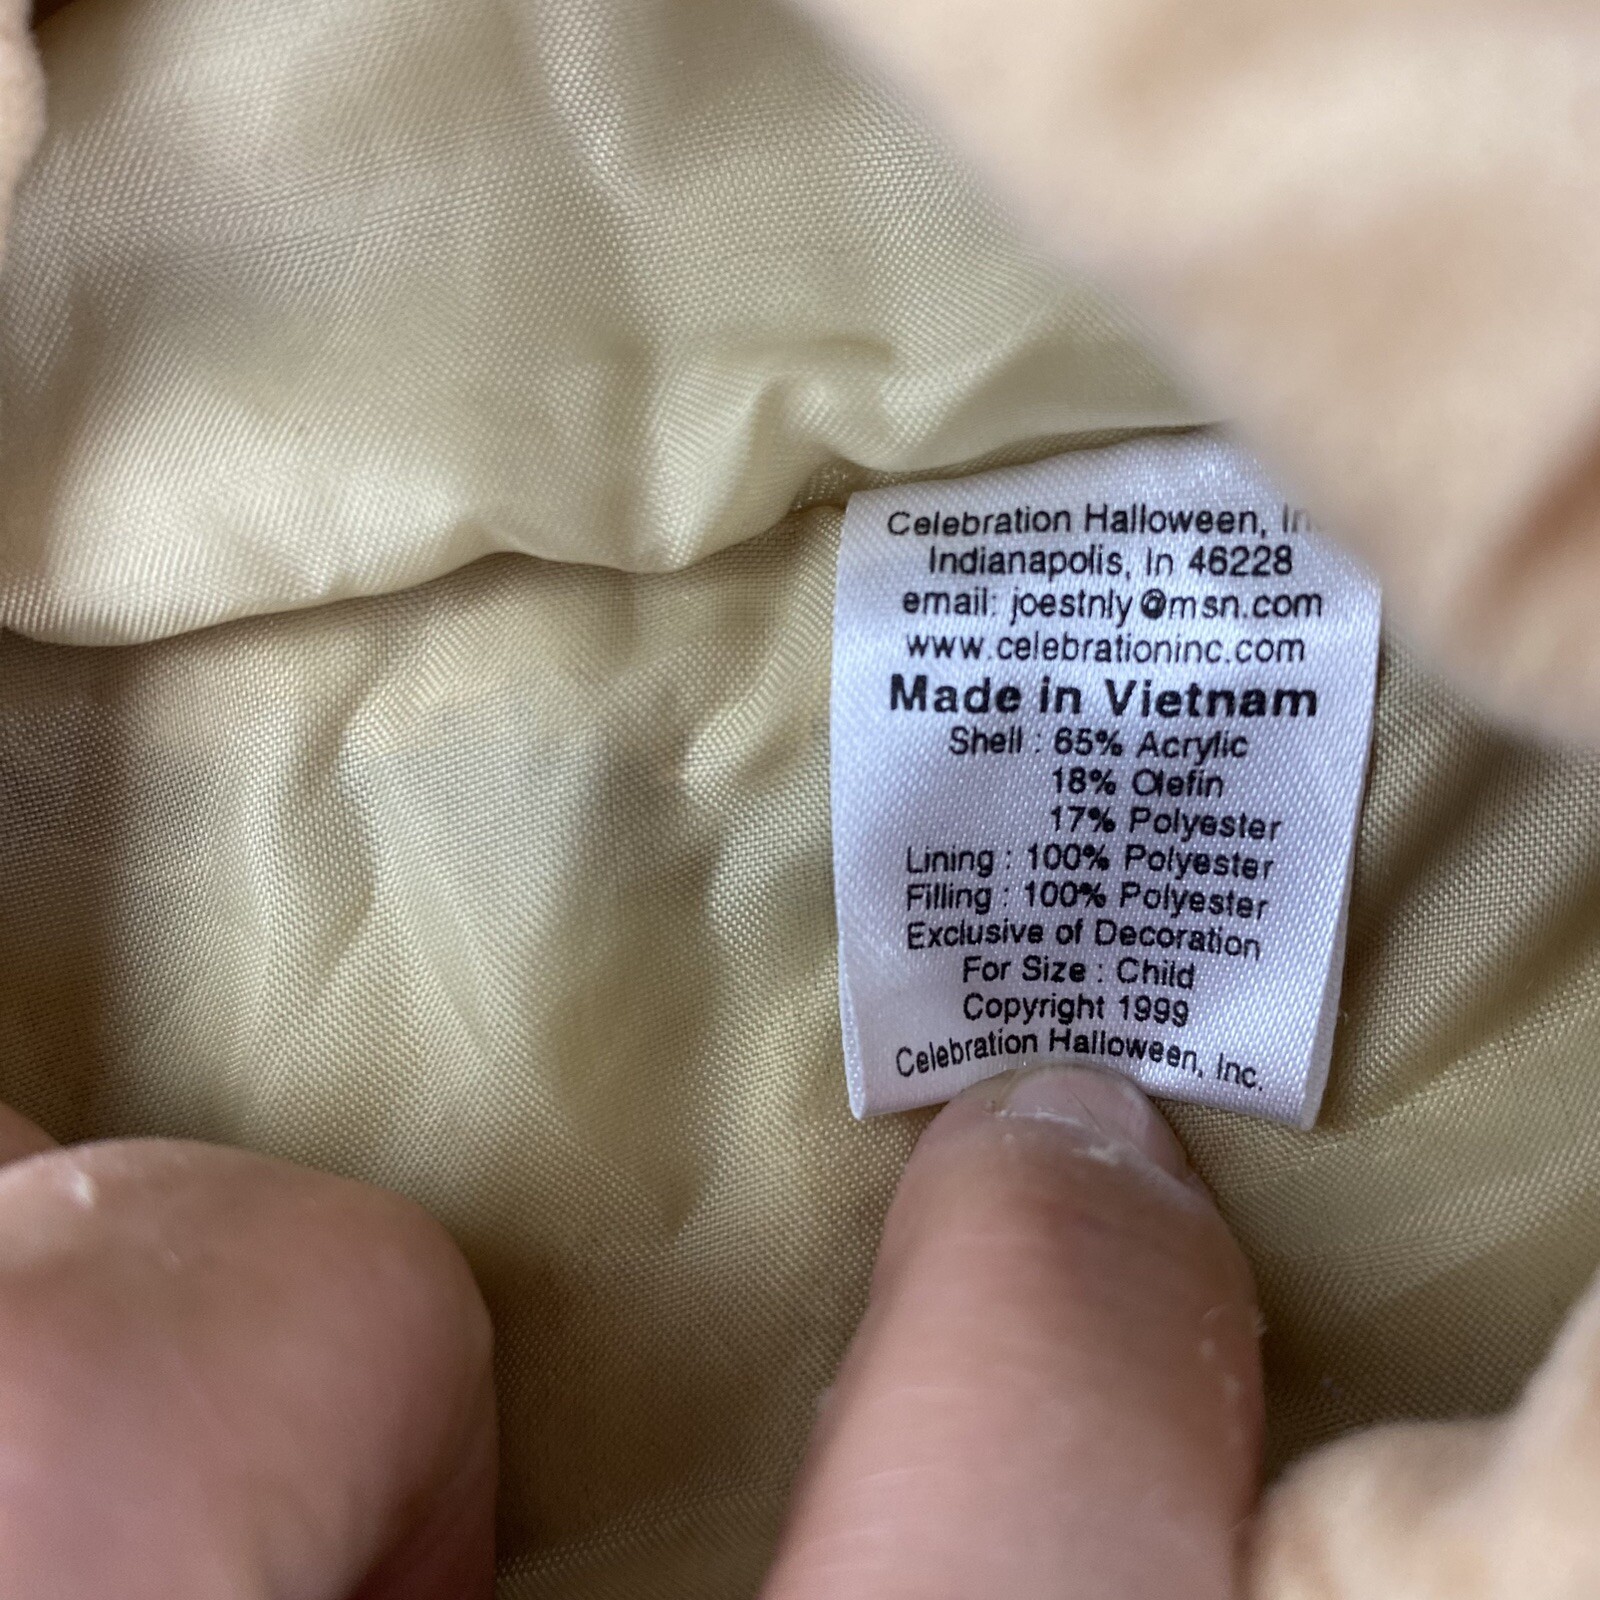 Celebration Halloween, In
Indianapolis, In 46228
email: joestnly@msn.com
www.celebrationinc.com
Made in Vietnam
Shell : 65% Acrylic
18% Olefin
17% Polyester
Lining : 100% Polyester
Filling : 100% Polyester
Exclusive of Decoration
For Size : Child
Copyright 1999
Celebration Halloween, Inc.